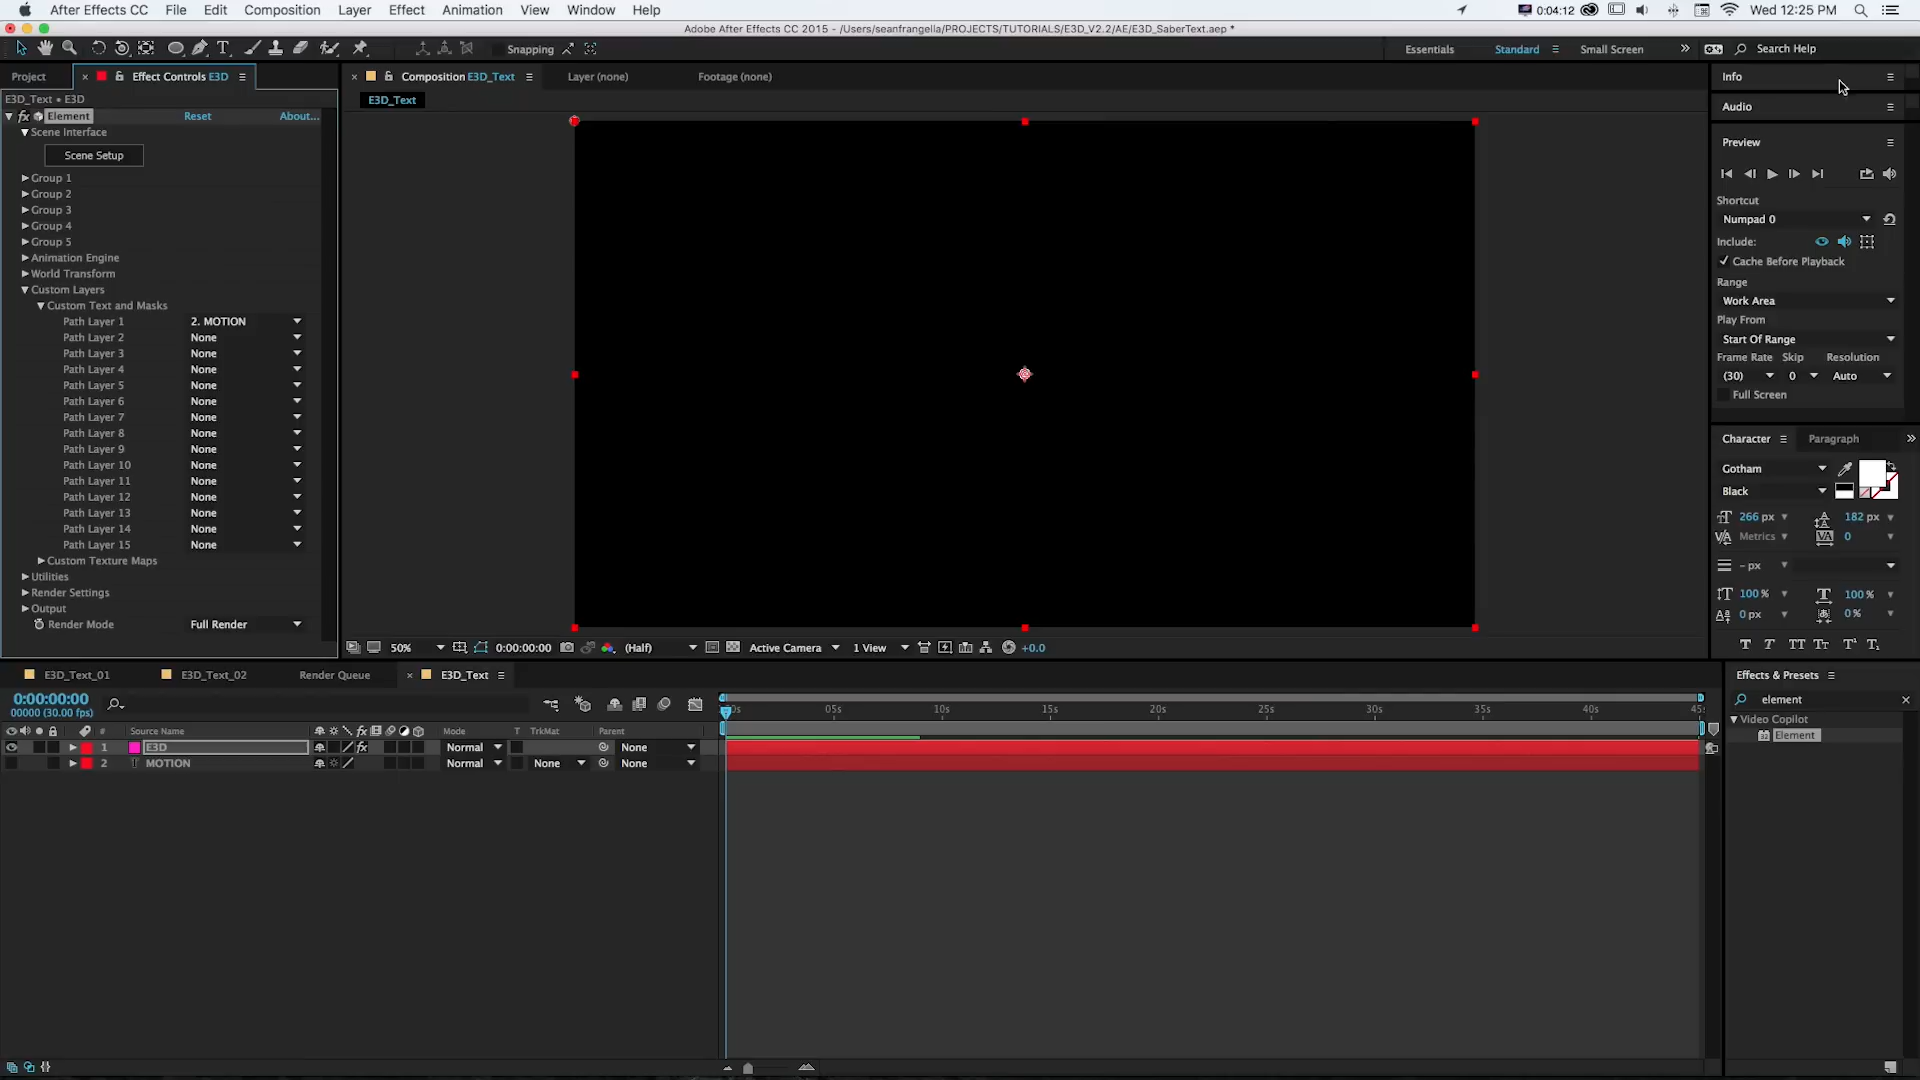 After Effects CC File Edit Composition Layer Effect Animation View Window Help 0:04:12 Wed 12:25 PM
Adobe After Effects CC 2015 - /Users/seanfrangella/PROJECTS/TUTORIALS/E3D_V2.2/AE/E3D_SaberText.aep *
Snapping Essentials Standard Small Screen Search Help
Project Effect Controls E3D Composition E3D_Text Layer (none) Footage (none) Info
E3D_Text • E3D E3D_Text
Audio
fx Element Reset About...
Scene Interface
Scene Setup
Group 1
Group 2
Group 3
Group 4
Group 5
Animation Engine
World Transform
Custom Layers
Custom Text and Masks
Path Layer 1 2. MOTION
Path Layer 2 None
Path Layer 3 None
Path Layer 4 None
Path Layer 5 None
Path Layer 6 None
Path Layer 7 None
Path Layer 8 None
Path Layer 9 None
Path Layer 10 None
Path Layer 11 None
Path Layer 12 None
Path Layer 13 None
Path Layer 14 None
Path Layer 15 None
Custom Texture Maps
Utilities
Render Settings
Output
Render Mode Full Render
50% 0:00:00:00 (Half) Active Camera 1 View +0.0
Preview
Shortcut
Numpad 0
Include:
Cache Before Playback
Range
Work Area
Play From
Start Of Range
Frame Rate Skip Resolution
(30) 0 Auto
Full Screen
Character Paragraph
Gotham
Black
266 px 182 px
Metrics 0
- px
100% 100%
0 px 0%
T T TT Tr T¹ T₁
E3D_Text_01 E3D_Text_02 Render Queue E3D_Text
0:00:00:00
00000 (30.00 fps)
05s 10s 15s 20s 25s 30s 35s 40s 45s
# Source Name Mode T TrkMat Parent
1 E3D Normal None
2 MOTION Normal None None
Effects & Presets
element
Video Copilot
Element